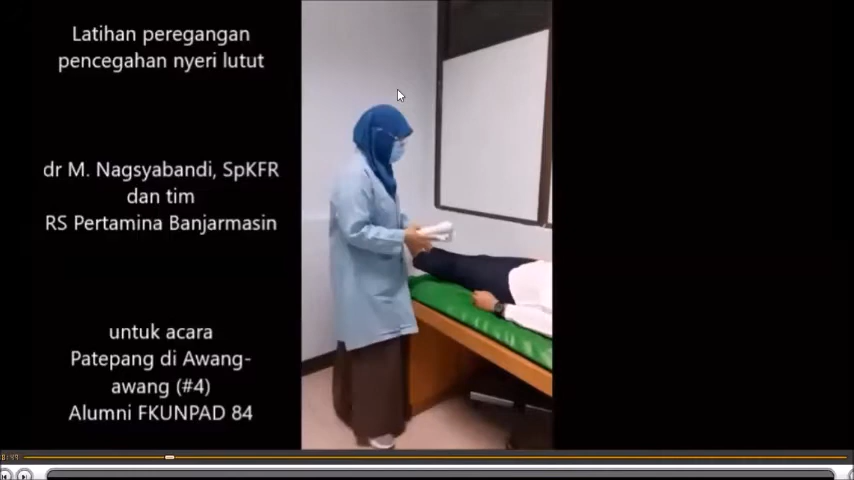 Latihan peregangan
pencegahan nyeri lutut
dr M. Nagsyabandi, SpKFR
dan tim
RS Pertamina Banjarmasin
untuk acara
Patepang di Awang-
awang (#4)
Alumni FKUNPAD 84